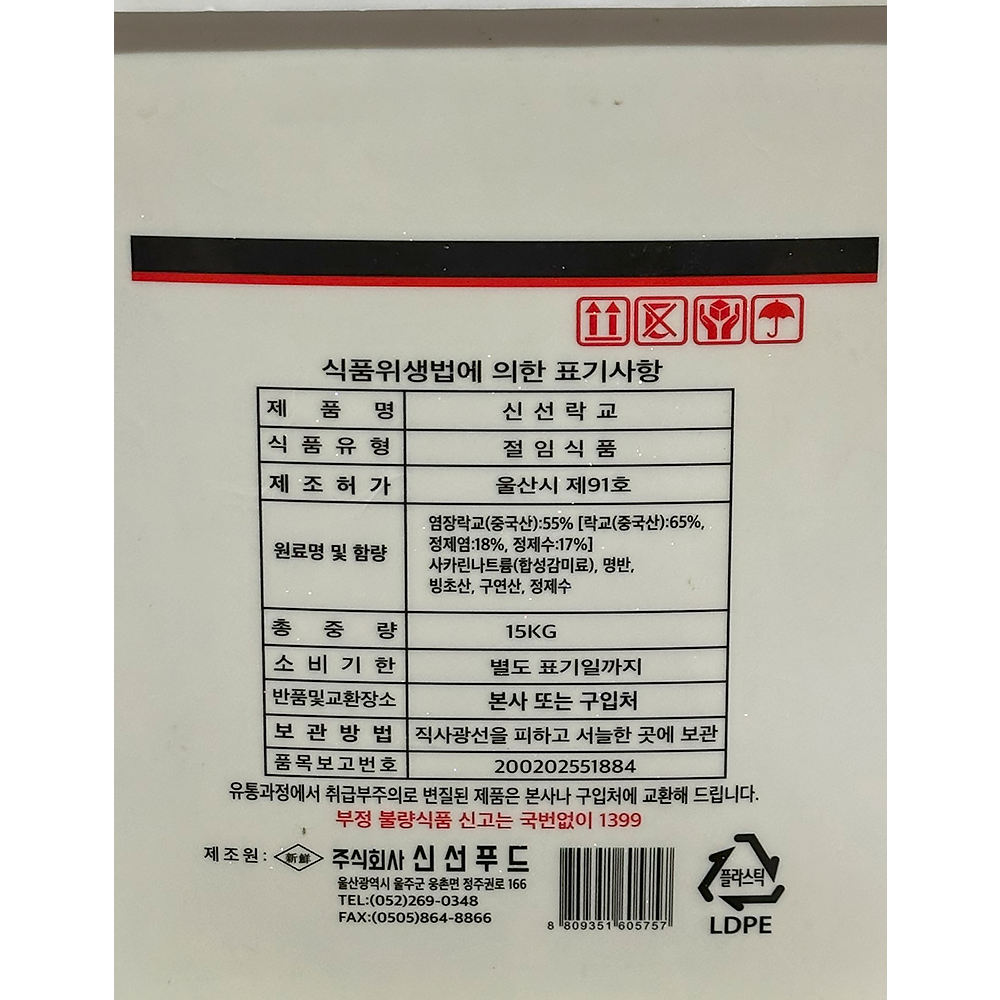 식품위생법에 의한 표기사항
제 품 명 신 선 락 교
식 품 유 형 절 임 식 품
제 조 허 가 울산시 제91호
원료명 및 함량 염장락교(중국산):55% [락교(중국산):65%,
정제염:18%, 정제수:17%]
사카린나트륨(합성감미료), 명반,
빙초산, 구연산, 정제수
총 중 량 15KG
소 비 기 한 별도 표기일까지
반품및교환장소 본사 또는 구입처
보 관 방 법 직사광선을 피하고 서늘한 곳에 보관
품목보고번호 200202551884
유통과정에서 취급부주의로 변질된 제품은 본사나 구입처에 교환해 드립니다.
부정 불량식품 신고는 국번없이 1399
제조원: 新鮮 주식회사 신선푸드
울산광역시 울주군 웅촌면 정주권로 166
TEL:(052)269-0348
FAX:(0505)864-8866
8 809351 605757
플라스틱
LDPE